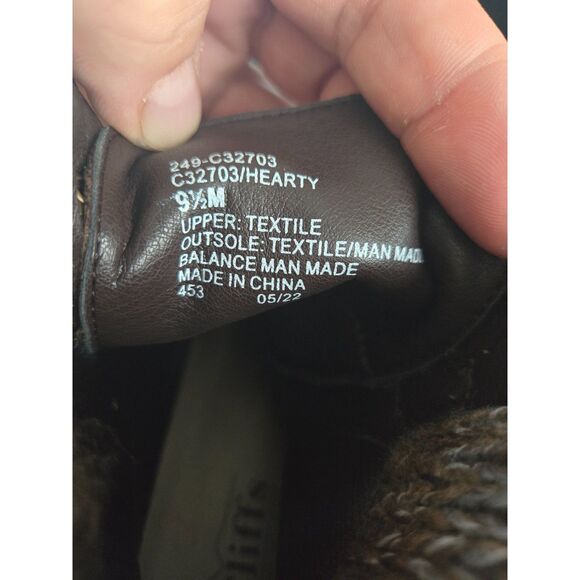 249-C32703
C32703/HEARTY
9½M
UPPER: TEXTILE
OUTSOLE: TEXTILE/MAN MADE
BALANCE MAN MADE
MADE IN CHINA
453 05/22